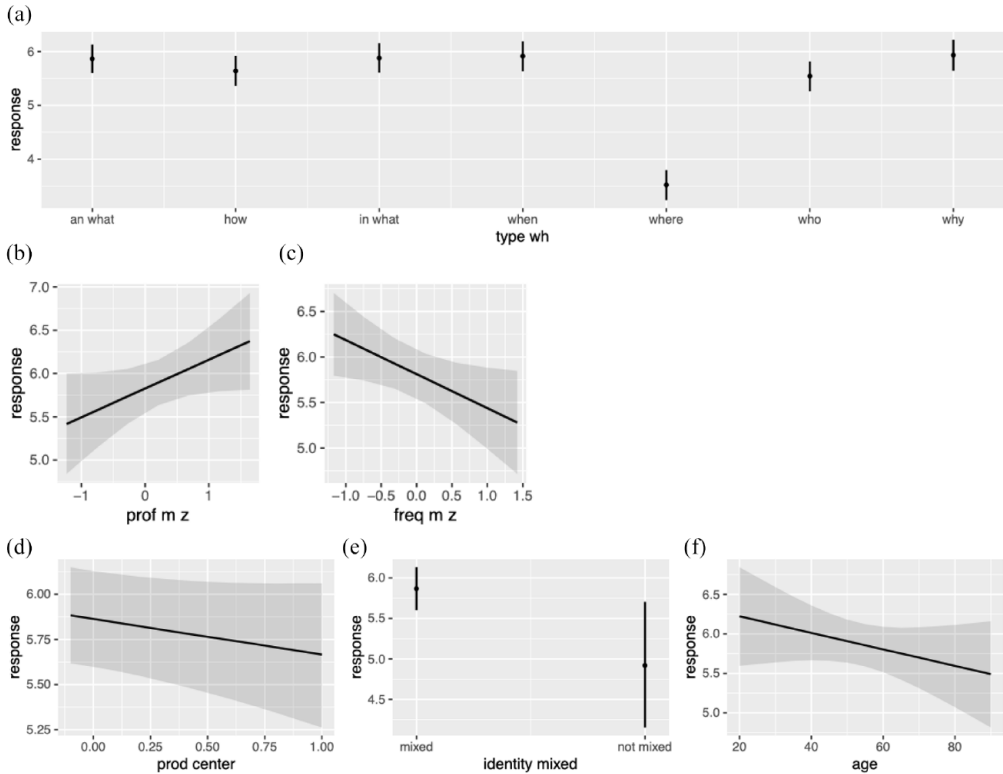 (a)
response
6
5
4
an what how in what when where who why
type wh
(b)
response
7.0
6.5
6.0
5.5
5.0
−1 0 1
prof m z
(c)
response
6.5
6.0
5.5
5.0
−1.0 −0.5 0.0 0.5 1.0 1.5
freq m z
(d)
response
6.00
5.75
5.50
5.25
0.00 0.25 0.50 0.75 1.00
prod center
(e)
response
6.0
5.5
5.0
4.5
mixed not mixed
identity mixed
(f)
response
6.5
6.0
5.5
5.0
20 40 60 80
age